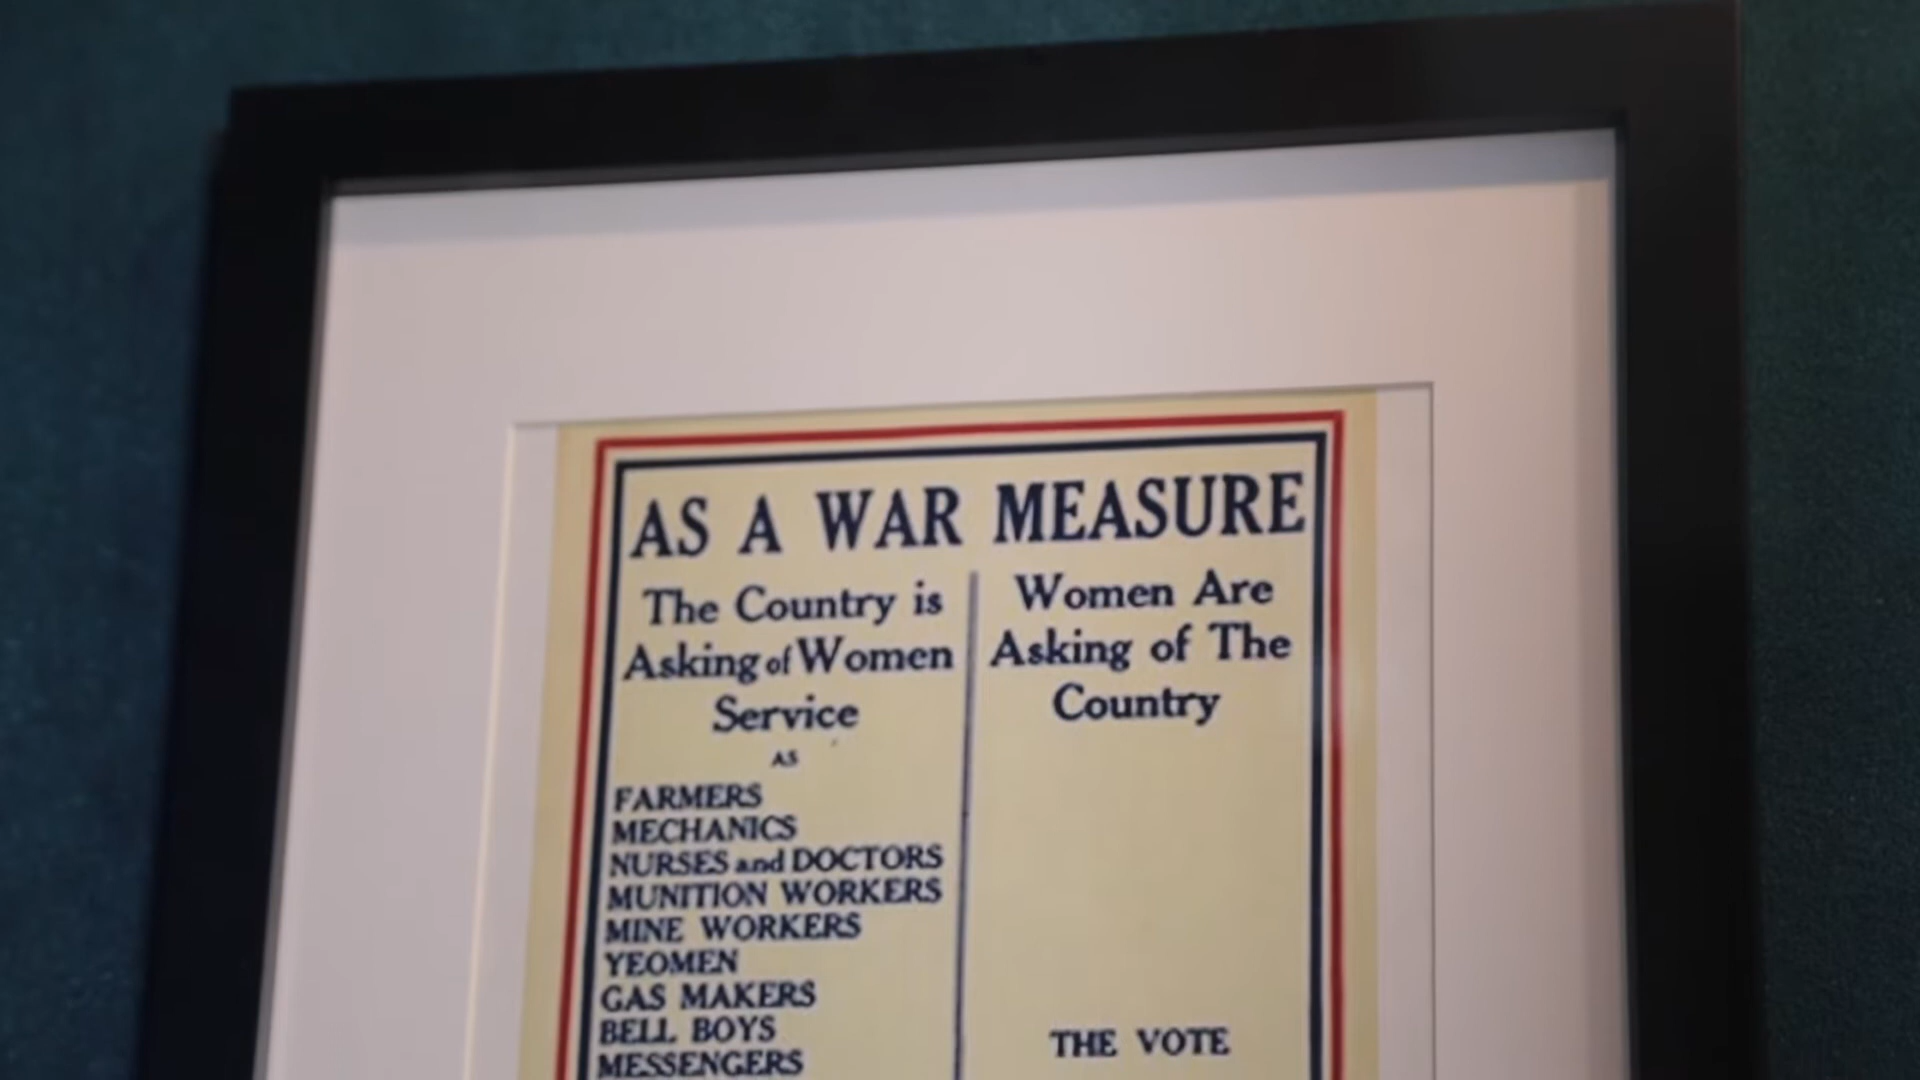 AS A WAR MEASURE
The Country is
Asking of Women
Service
AS
FARMERS
MECHANICS
NURSES and DOCTORS
MUNITION WORKERS
MINE WORKERS
YEOMEN
GAS MAKERS
BELL BOYS
MESSENGERS
Women Are
Asking of The
Country
THE VOTE